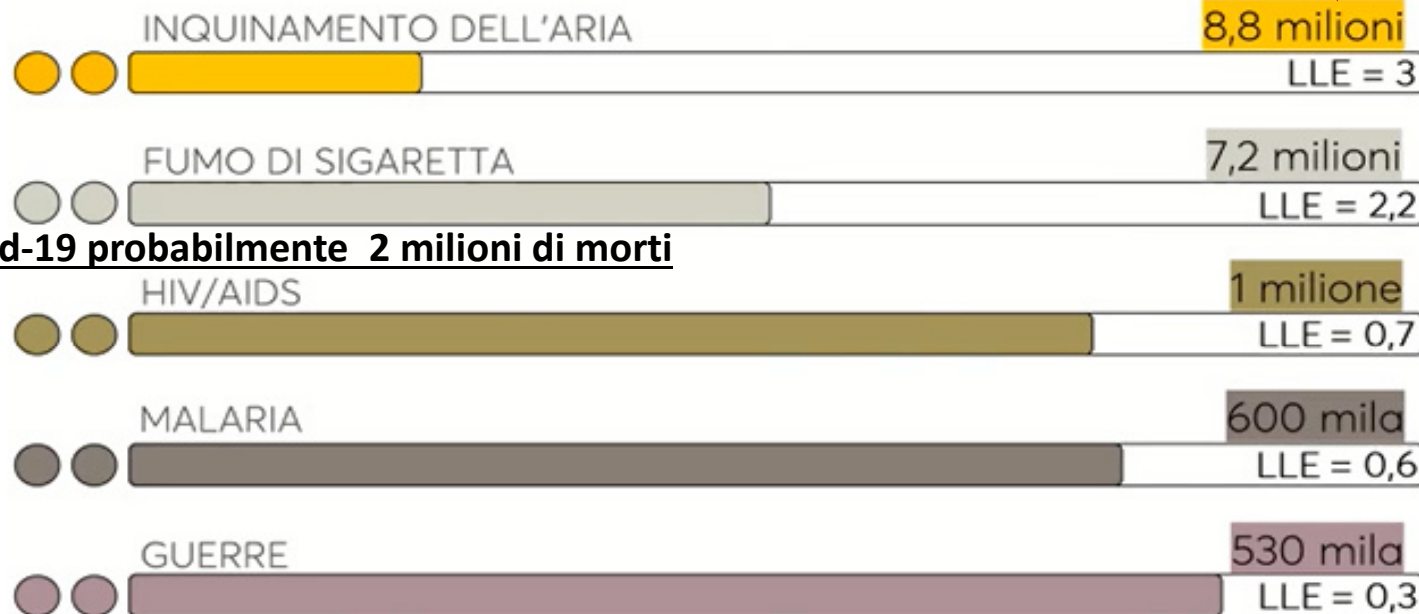 INQUINAMENTO DELL'ARIA
8,8 milioni
LLE = 3
FUMO DI SIGARETTA
7,2 milioni
LLE = 2,2
d-19 probabilmente 2 milioni di morti
HIV/AIDS
1 milione
LLE = 0,7
MALARIA
600 mila
LLE = 0,6
GUERRE
530 mila
LLE = 0,3